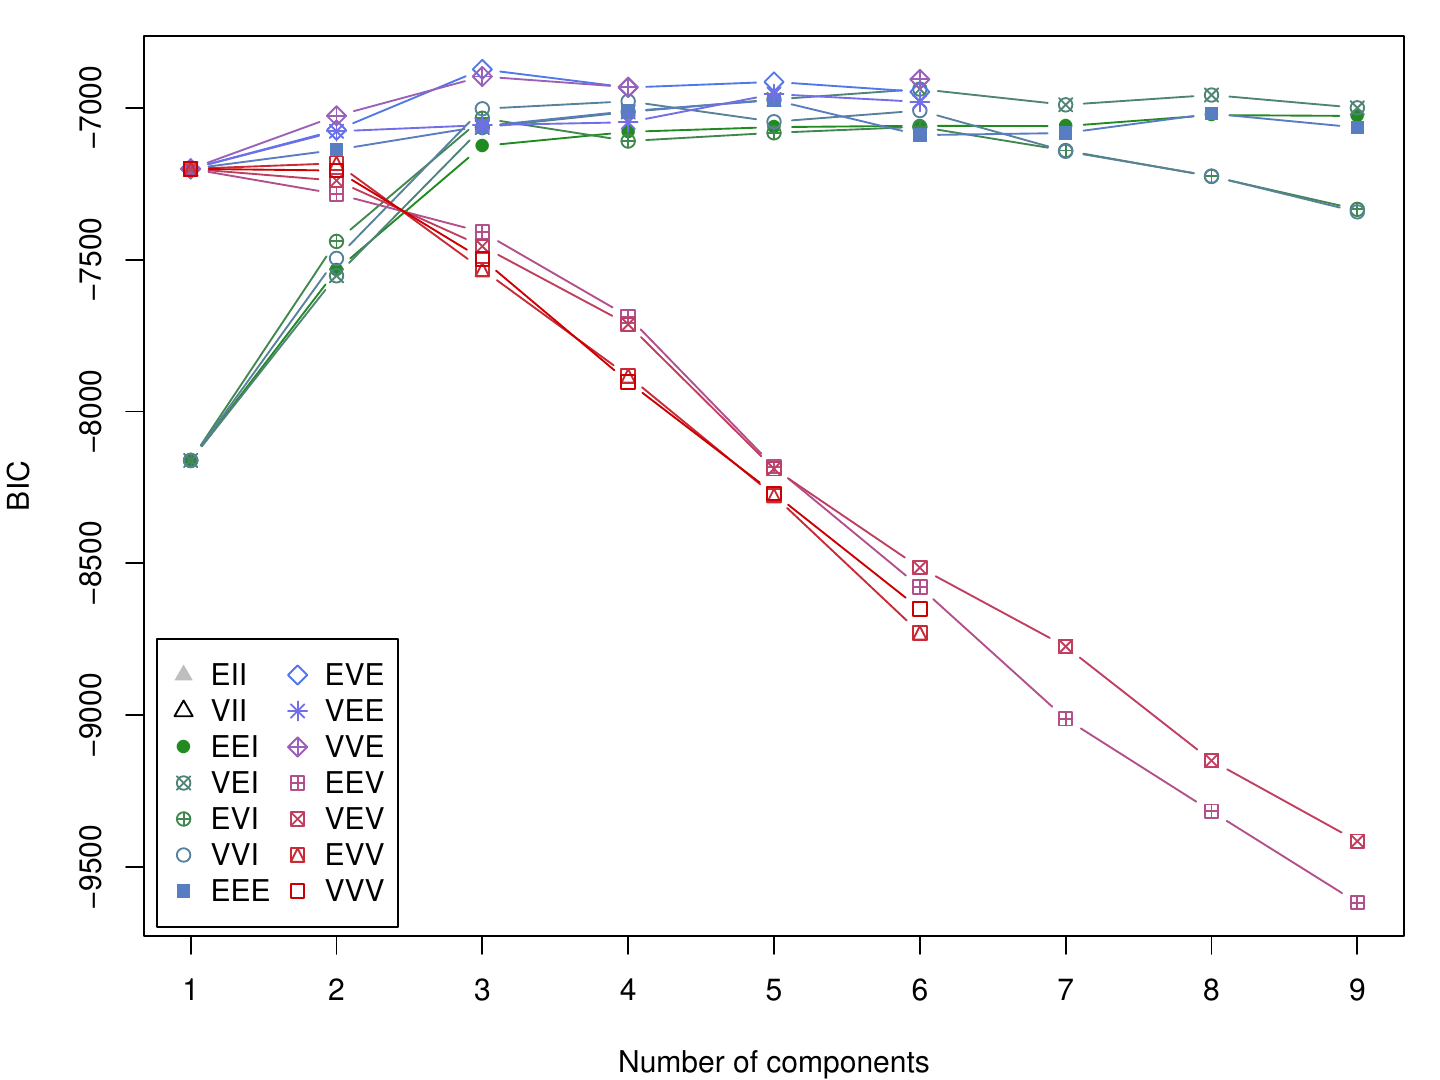 BIC
−7000
−7500
−8000
−8500
−9000
−9500
EII EVE
VII VEE
EEI VVE
VEI EEV
EVI VEV
VVI EVV
EEE VVV
1 2 3 4 5 6 7 8 9
Number of components